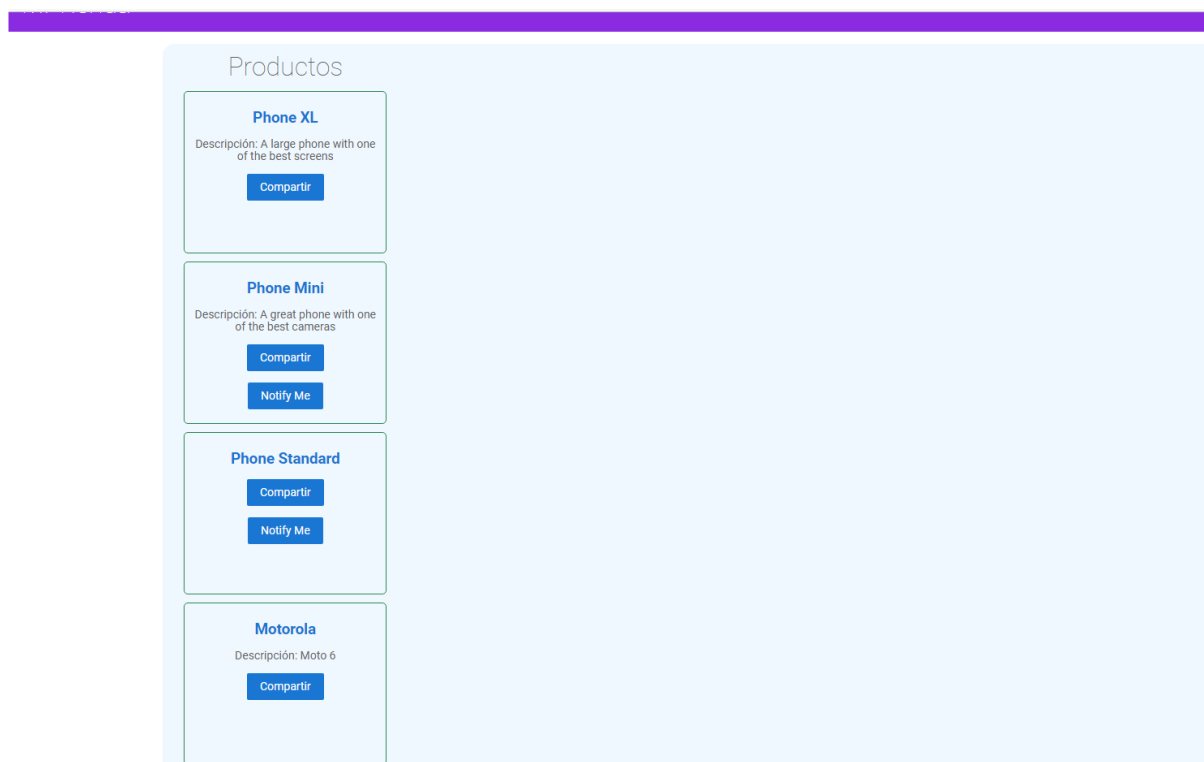 Productos
Phone XL
Descripción: A large phone with one
of the best screens
Compartir
Phone Mini
Descripción: A great phone with one
of the best cameras
Compartir
Notify Me
Phone Standard
Compartir
Notify Me
Motorola
Descripción: Moto 6
Compartir